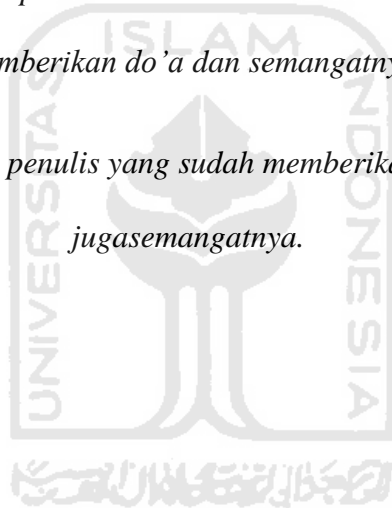 ISLAM
mberikan do’a dan semangatny
penulis yang sudah memberika
jugasemangatnya.
UNIVERSITAS
INDONESIA